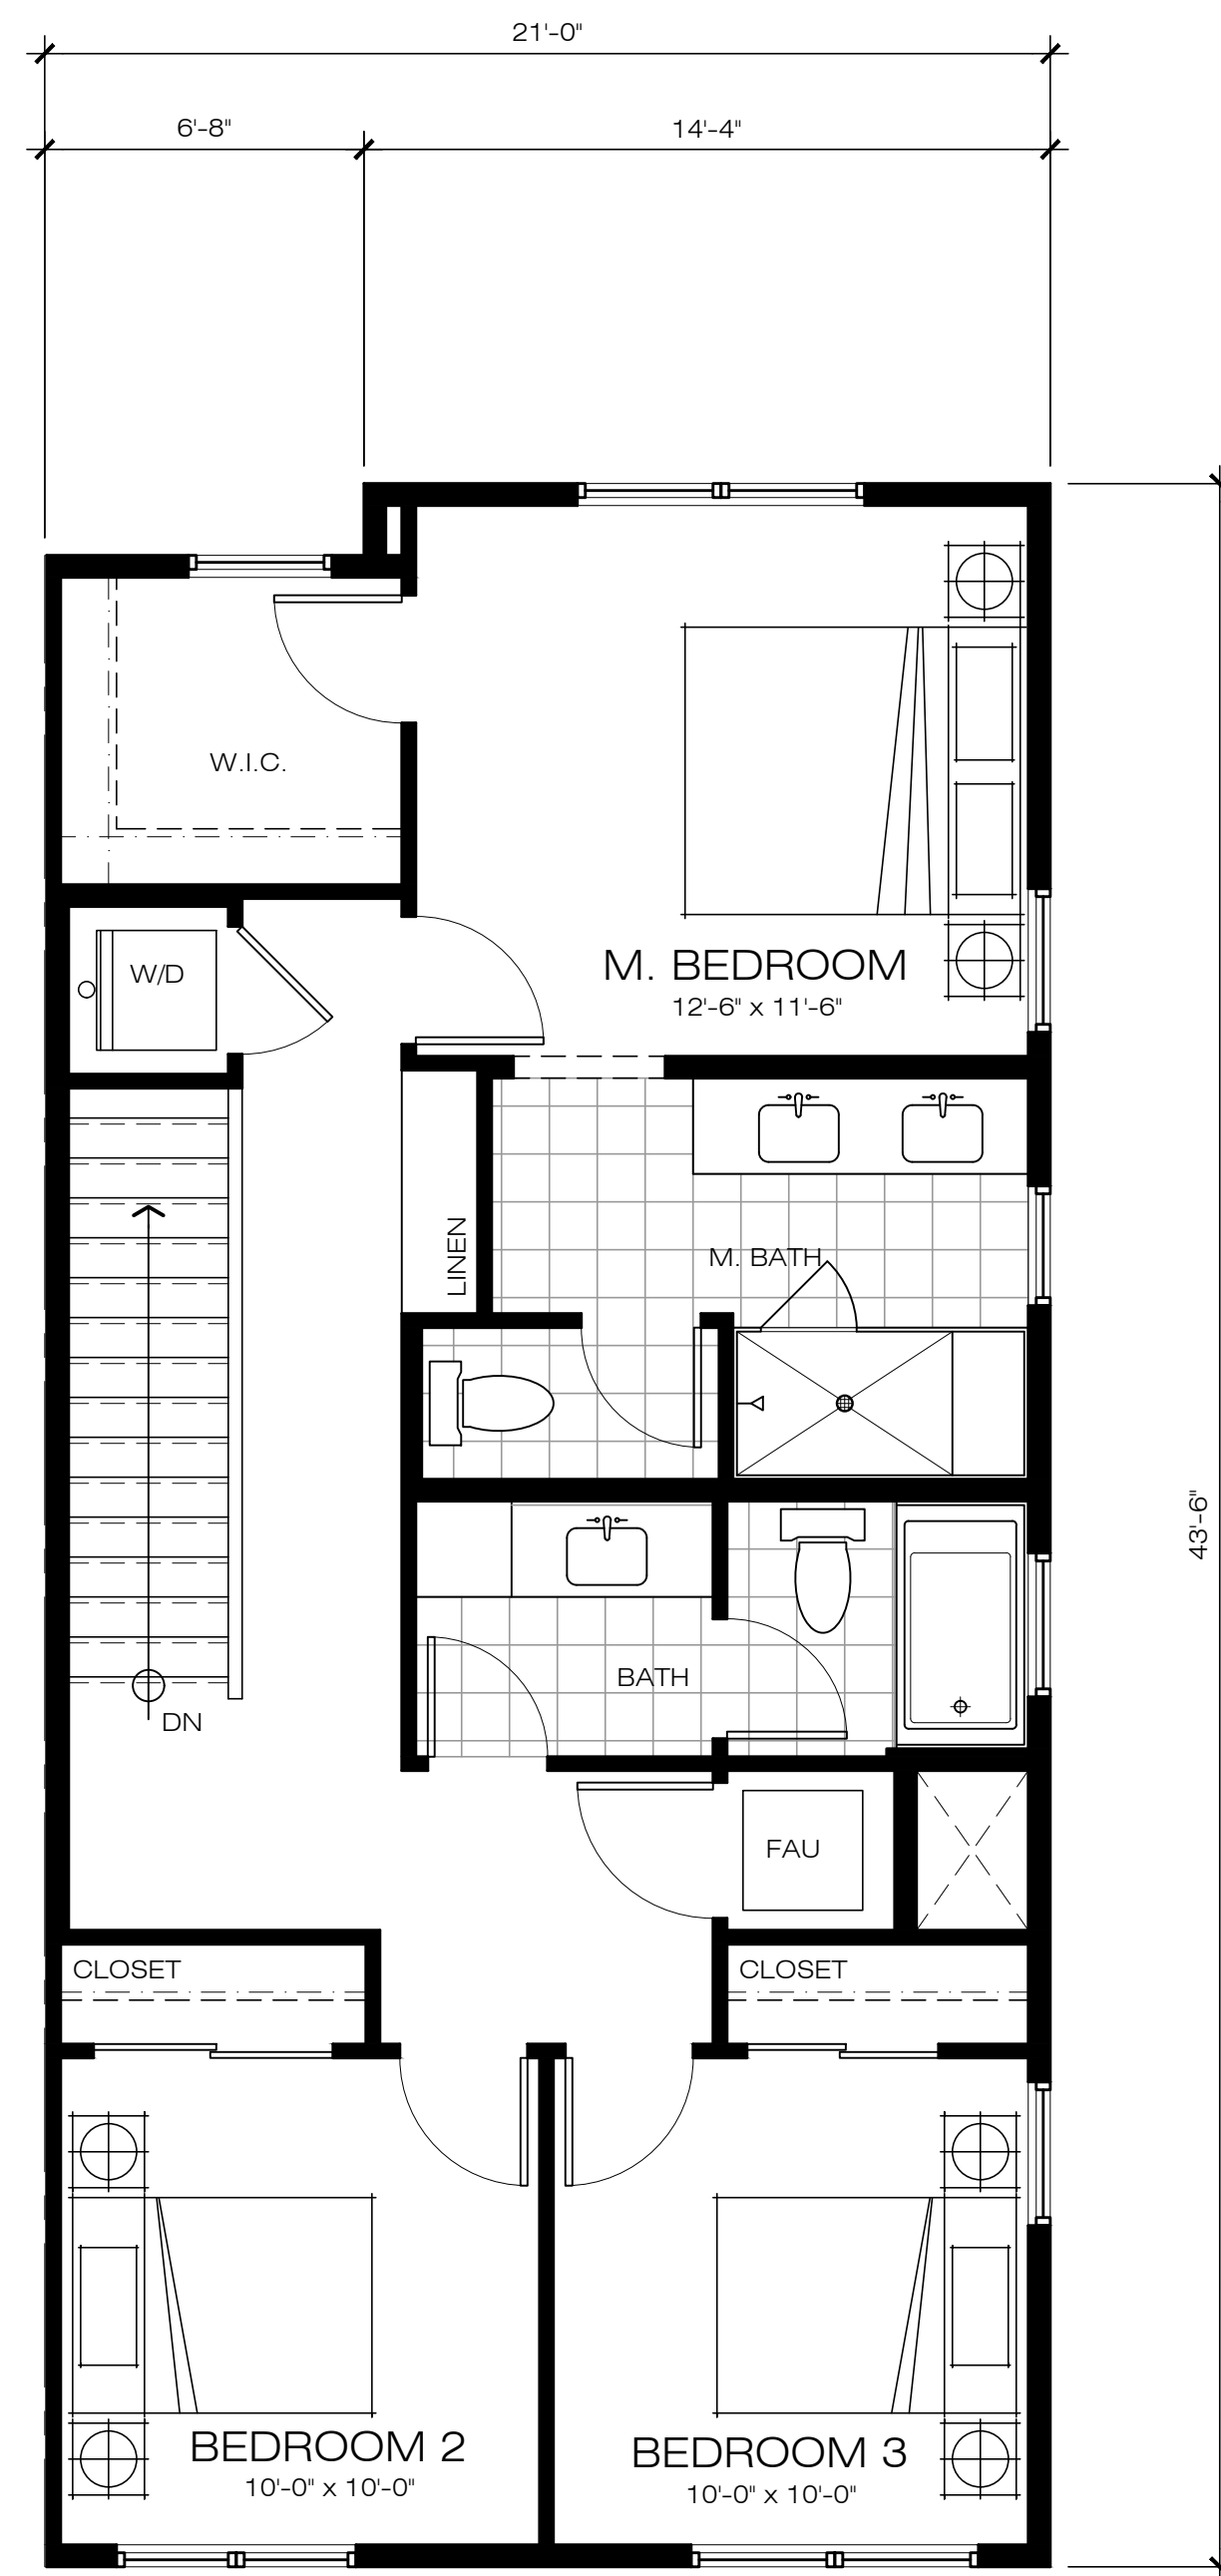 21'-0"
6'-8"
14'-4"
W.I.C.
M. BEDROOM
12'-6" x 11'-6"
W/D
LINEN
M. BATH
43'-6"
BATH
DN
FAU
CLOSET
CLOSET
BEDROOM 2
10'-0" x 10'-0"
BEDROOM 3
10'-0" x 10'-0"